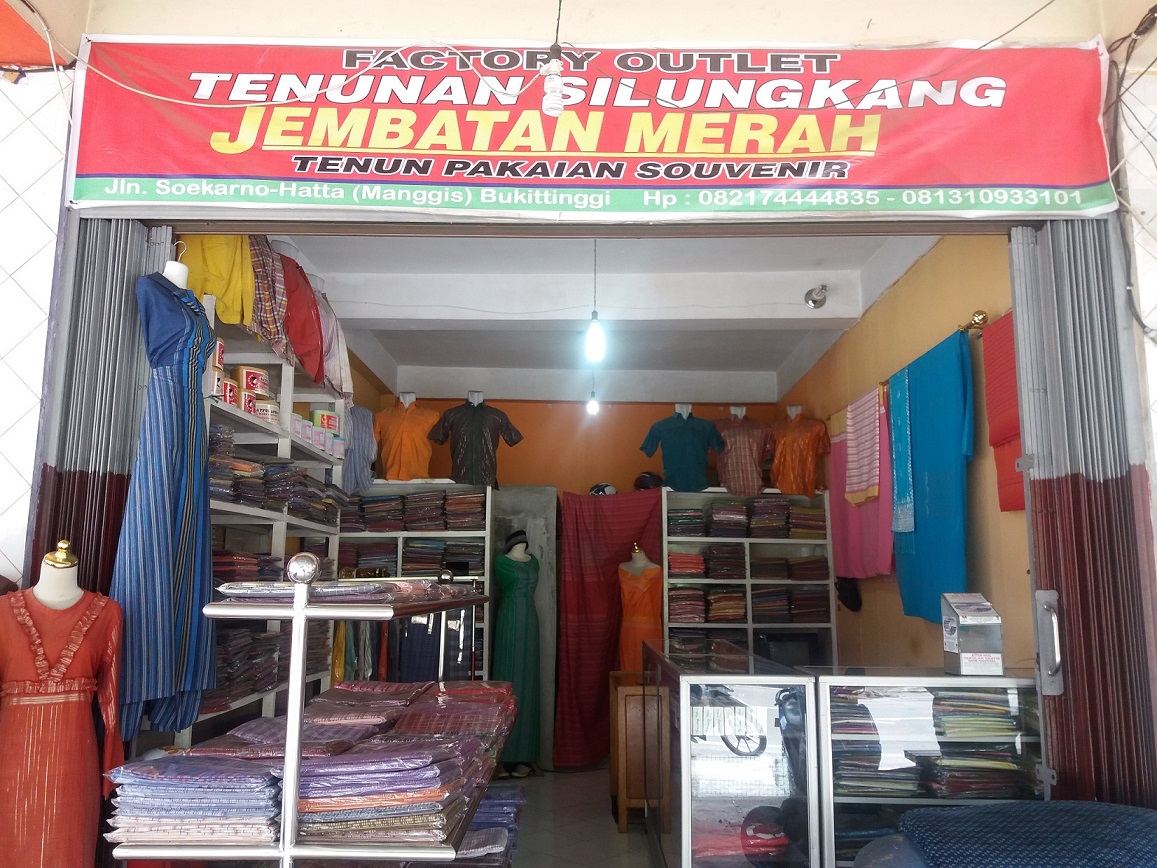 FACTORY OUTLET
TENUNAN SILUNGKANG
JEMBATAN MERAH
TENUN PAKAIAN SOUVENIR
Jln. Soekarno-Hatta (Manggis) Bukittinggi Hp : 082174444835 - 081310933101